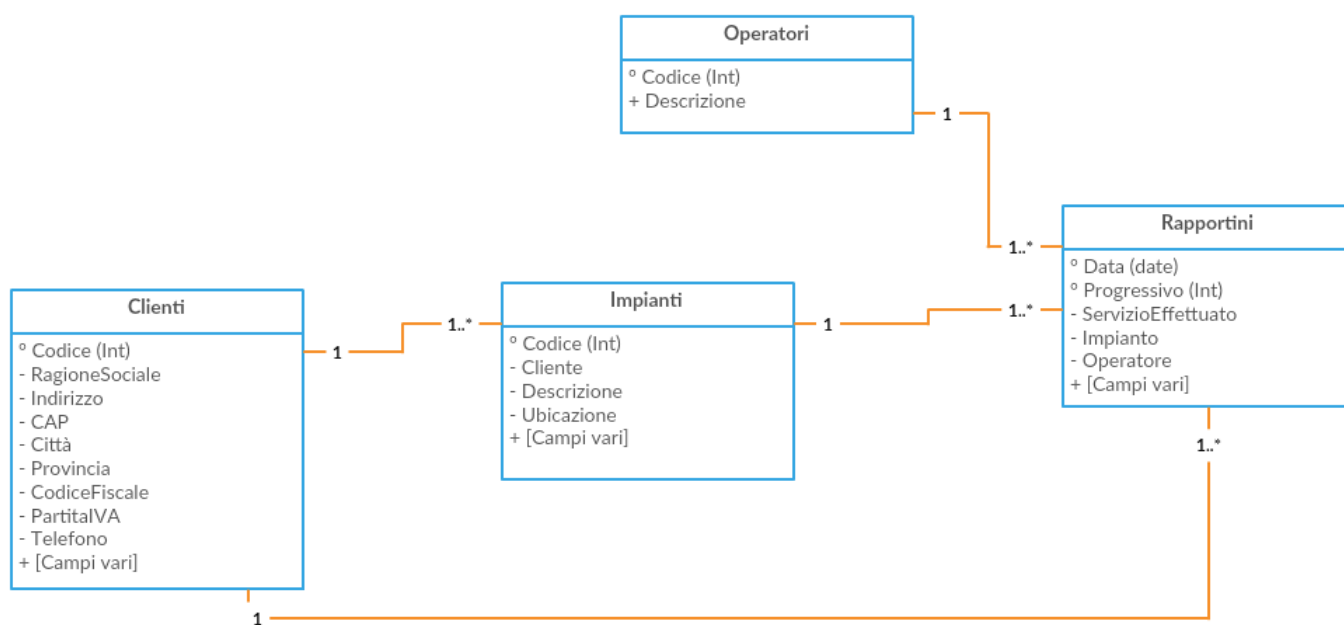 Operatori
º Codice (Int)
+ Descrizione
1
1..*
Rapportini
º Data (date)
º Progressivo (Int)
- ServizioEffettuato
- Impianto
- Operatore
+ [Campi vari]
Clienti
º Codice (Int)
- RagioneSociale
- Indirizzo
- CAP
- Città
- Provincia
- CodiceFiscale
- PartitaIVA
- Telefono
+ [Campi vari]
1
1..*
Impianti
º Codice (Int)
- Cliente
- Descrizione
- Ubicazione
+ [Campi vari]
1
1..*
1..*
1